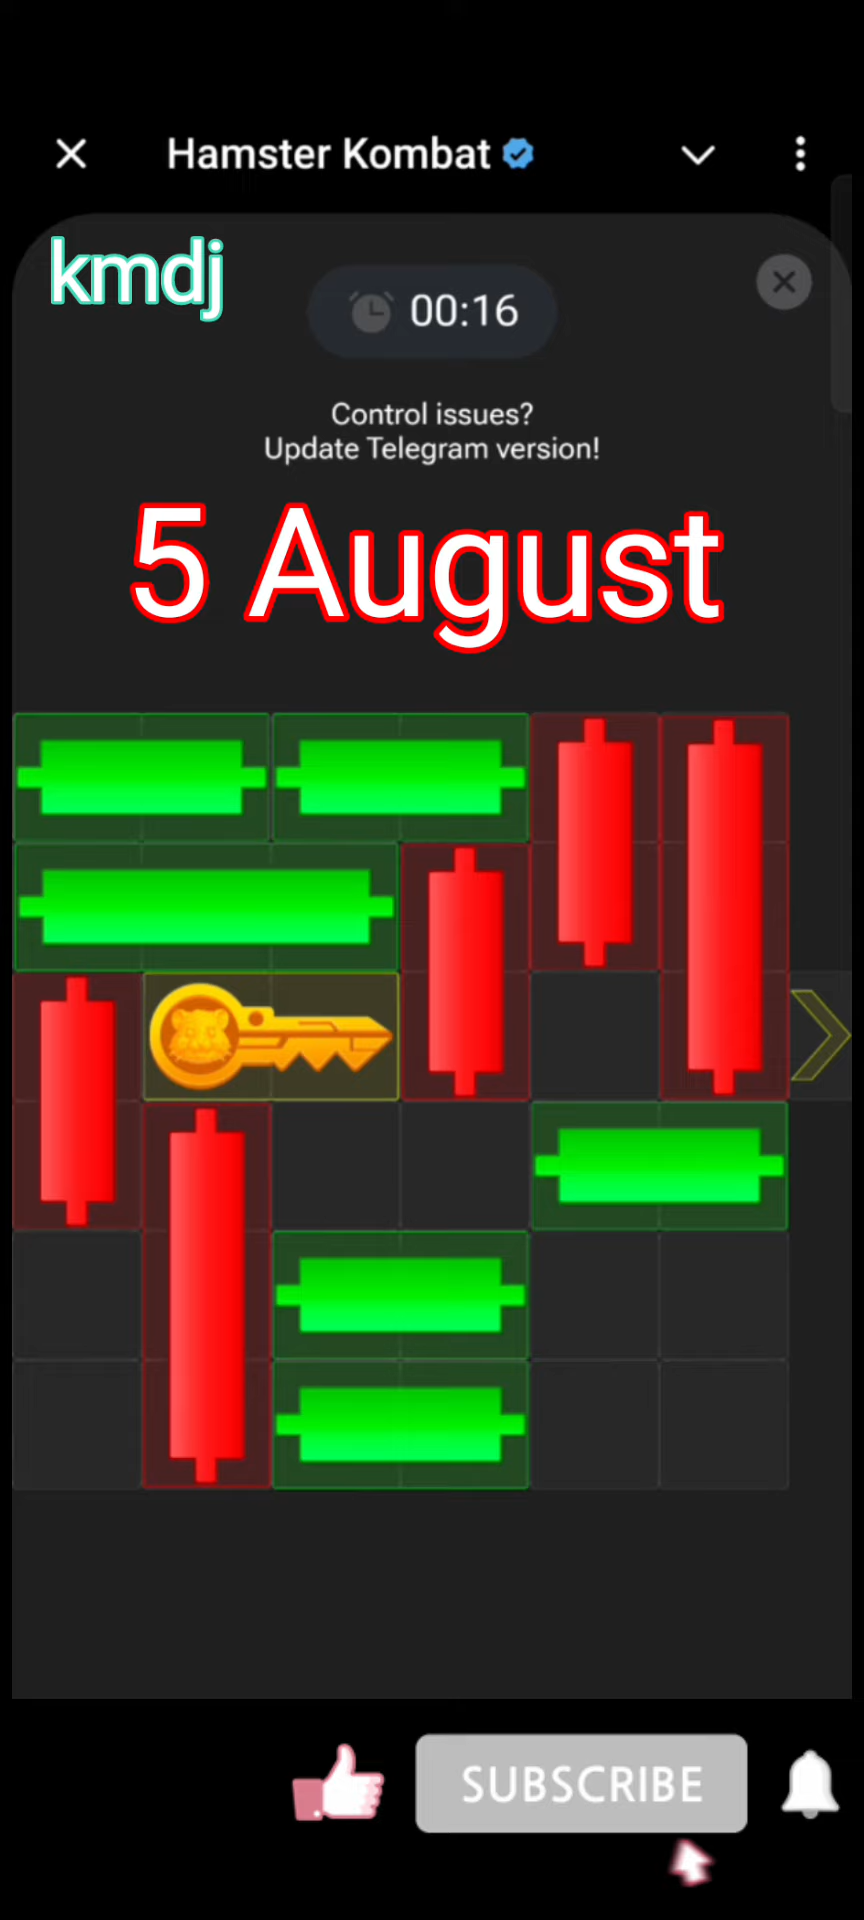 Hamster Kombat
kmdj
00:16
Control issues?
Update Telegram version!
5 August
SUBSCRIBE